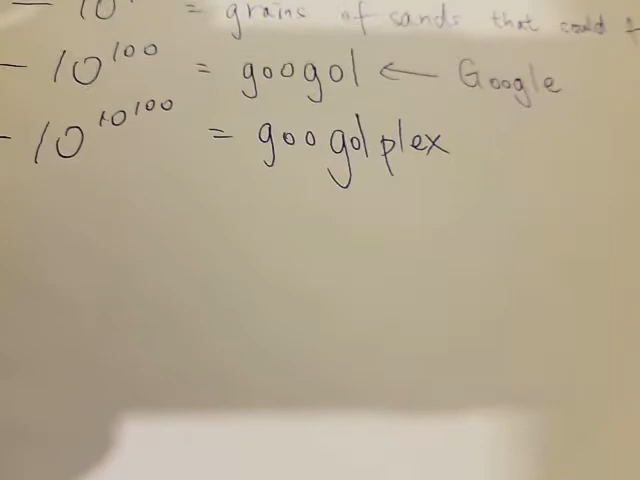 — 10 = grains of sands that could
— 10^100 = googol ← Google
— 10^10^100 = googolplex